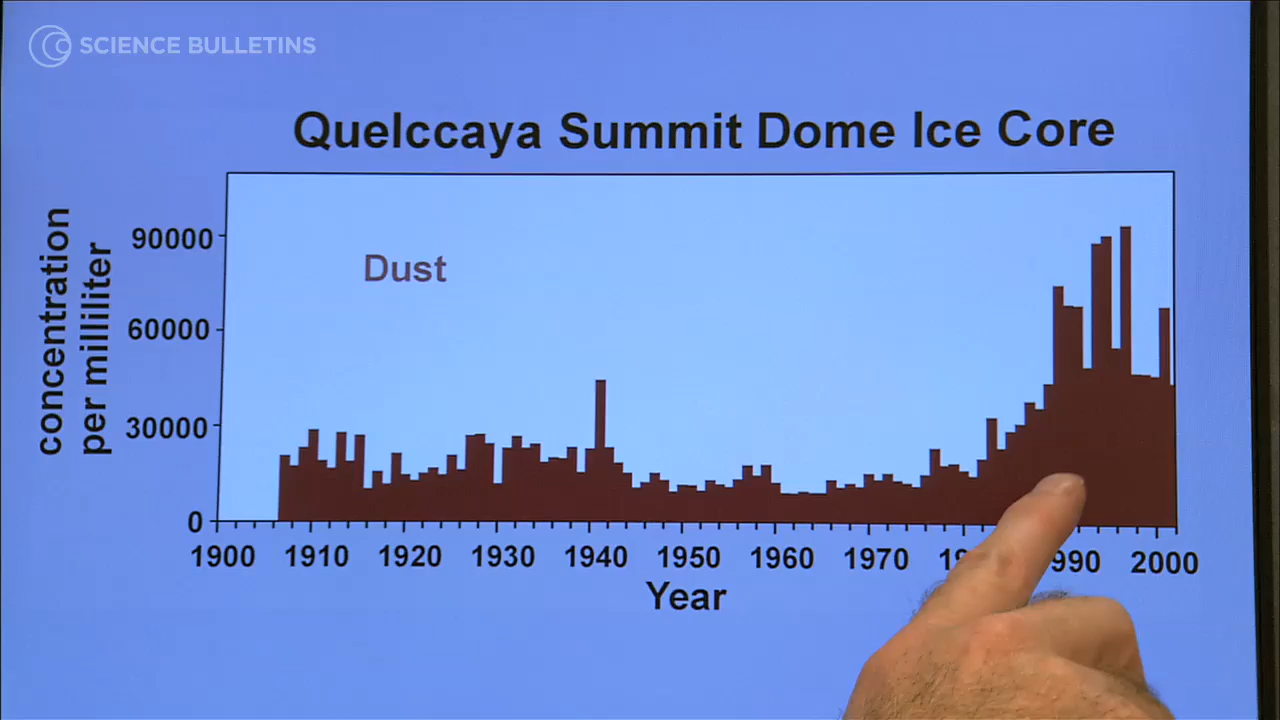 SCIENCE BULLETINS
Quelccaya Summit Dome Ice Core
concentration
per milliliter
90000
60000
30000
0
Dust
1900 1910 1920 1930 1940 1950 1960 1970 2000
Year